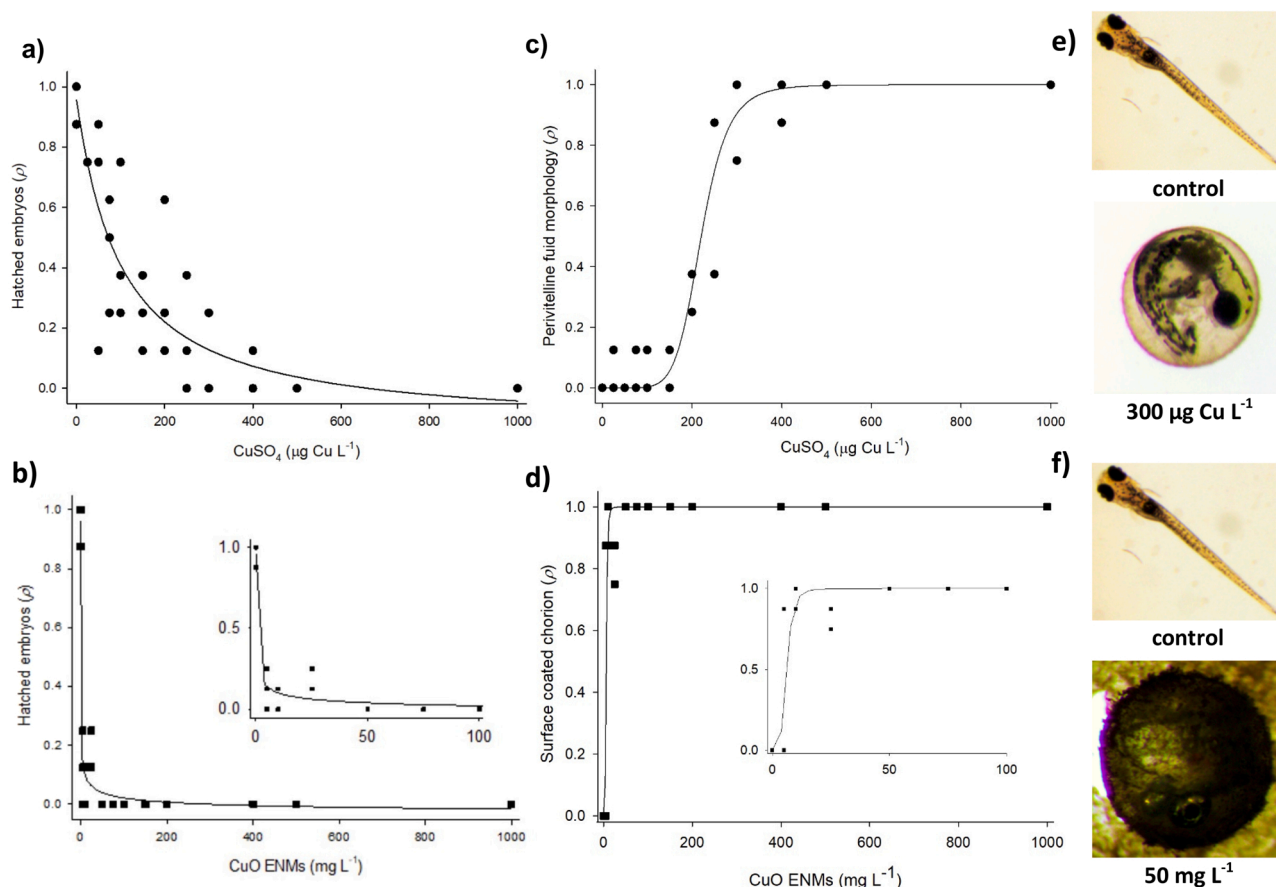 a)
Hatched embryos (ρ)
1.0
0.8
0.6
0.4
0.2
0.0
0 200 400 600 800 1000
CuSO₄ (µg Cu L⁻¹)
c)
Perivitelline fuid morphology (ρ)
1.0
0.8
0.6
0.4
0.2
0.0
0 200 400 600 800 1000
CuSO₄ (µg Cu L⁻¹)
e)
control
300 µg Cu L⁻¹
b)
Hatched embryos (ρ)
1.0
0.8
0.6
0.4
0.2
0.0
0 200 400 600 800 1000
CuO ENMs (mg L⁻¹)
1.0
0.5
0.0
0 50 100
d)
Surface coated chorion (ρ)
1.0
0.8
0.6
0.4
0.2
0.0
0 200 400 600 800 1000
CuO ENMs (mg L⁻¹)
1.0
0.5
0.0
0 50 100
f)
control
50 mg L⁻¹